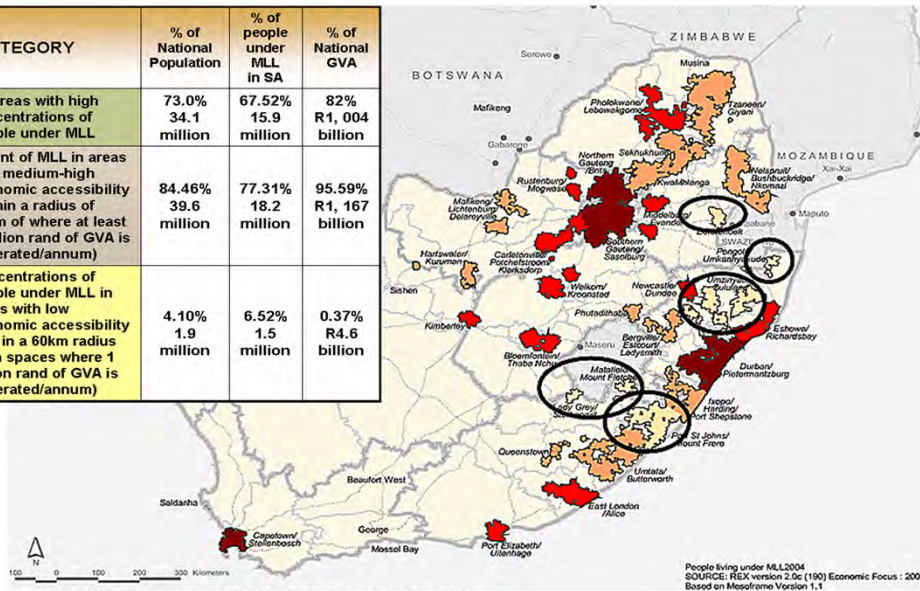 TEGORY
% of
National
Population
% of
people
under
MLL
in SA
% of
National
GVA
reas with high
centrations of
ple under MLL
73.0%
34.1
million
67.52%
15.9
million
82%
R1, 004
billion
nt of MLL in areas
medium-high
nomic accessibility
in a radius of
m of where at least
lion rand of GVA is
erated/annum)
84.46%
39.6
million
77.31%
18.2
million
95.59%
R1, 167
billion
centrations of
ple under MLL in
s with low
nomic accessibility
in a 60km radius
spaces where 1
on rand of GVA is
erated/annum)
4.10%
1.9
million
6.52%
1.5
million
0.37%
R4.6
billion
ZIMBABWE
Serowe
Musina
BOTSWANA
Mafikeng
Pholokwane/
Lebowakgomo
Tzaneen/
Giyani
Gabarone
MOZAMBIQUE
Xai-Xai
Northern
Gauteng
Sekhukhune
Rustenburg/
Mogwase
KwaMhlanga
Nelspruit/
Bushbuckridge/
Nkomazi
Mafikeng/
Lichtenburg/
Delareyville
Middelburg/
Evander
Maputo
SWAZI
Hartswater/
Kuruman
Carletonville/
Potchefstroom/
Klerksdorp
Southern
Gauteng/
Sasolburg
Sishen
Welkom/
Kroonstad
Newcastle/
Dundee
Phutaditjhaba
Kimberley
Bergville/
Estcourt/
Ladysmith
Eshowe/
Richardsbay
Maseru
Bloemfontein/
Thaba Nchu
Durban/
Pietermaritzburg
Mount Fletcher
Lady Grey/
Ixopo/
Harding/
Port Shepstone
Port St Johns/
Mount Frere
Queenstown
Umtata/
Butterworth
Beaufort West
Saldanha
East London
/Alice
George
Capetown/
Stellenbosch
Mossel Bay
Port Elizabeth/
Uitenhage
N
100 0 100 200 300 Kilometers
People living under MLL2004
SOURCE: REX version 2.0c (190) Economic Focus : 200
Based on Mesoframe Version 1.1